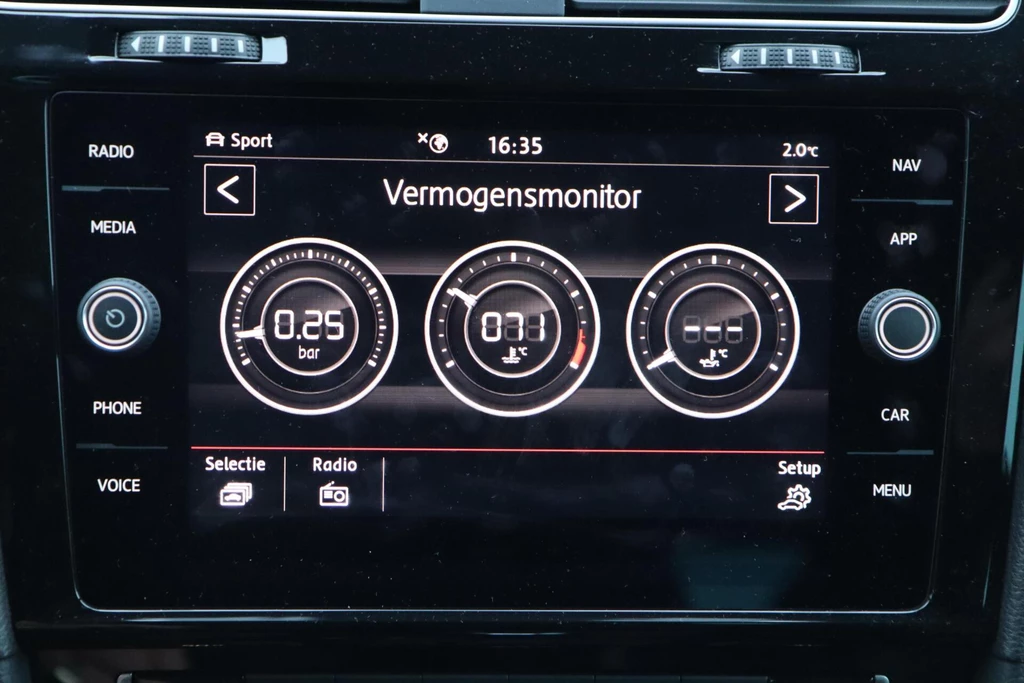 RADIO
MEDIA
PHONE
VOICE
Sport
16:35
2.0°C
<
Vermogensmonitor
>
0.25
bar
071
°C
---
°C
Selectie
Radio
Setup
NAV
APP
CAR
MENU